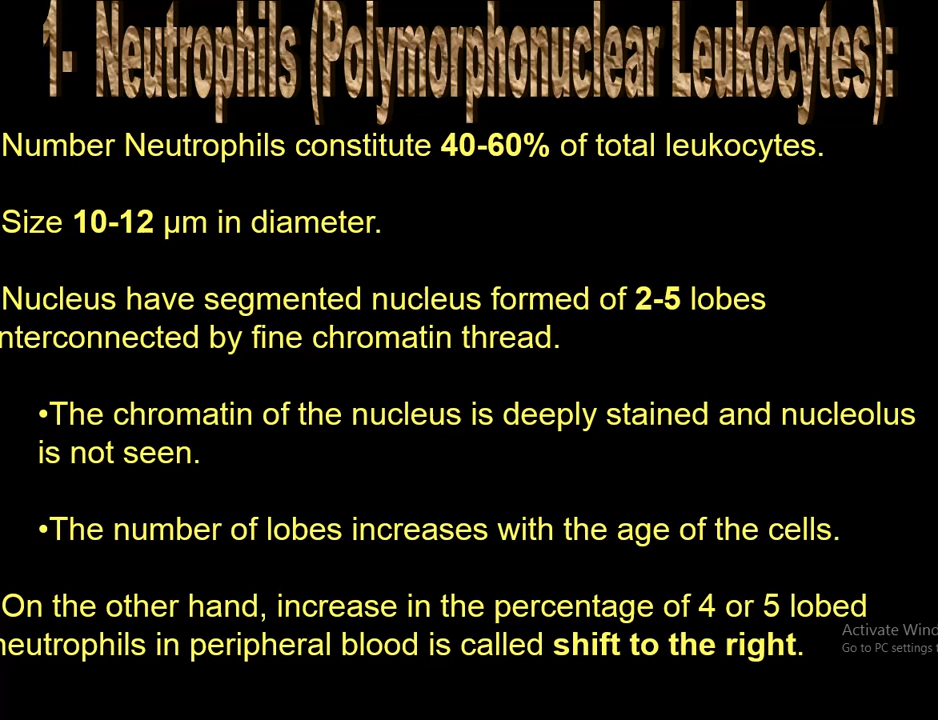 1- Neutrophils (Polymorphonuclear Leukocytes):
Number Neutrophils constitute 40-60% of total leukocytes.
Size 10-12 µm in diameter.
Nucleus have segmented nucleus formed of 2-5 lobes
nterconnected by fine chromatin thread.
•The chromatin of the nucleus is deeply stained and nucleolus
is not seen.
•The number of lobes increases with the age of the cells.
On the other hand, increase in the percentage of 4 or 5 lobed
neutrophils in peripheral blood is called shift to the right.
Activate Wind
Go to PC settings